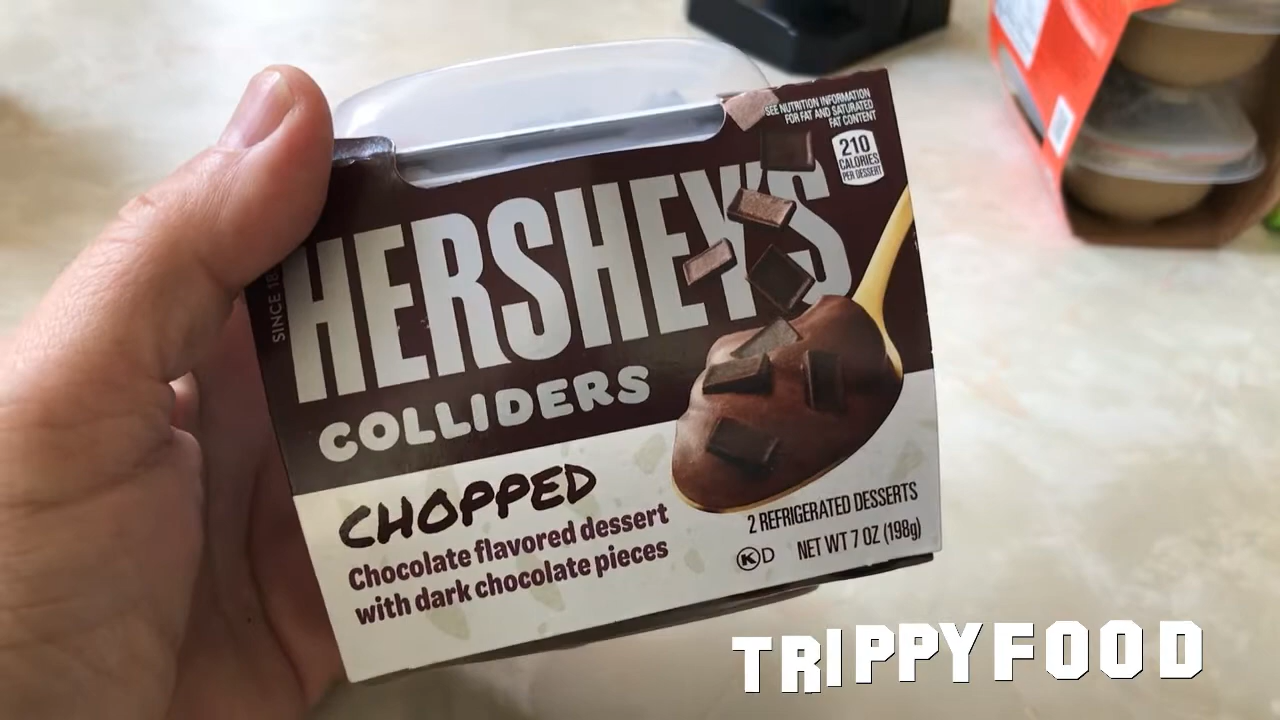 SEE NUTRITION INFORMATION
FOR FAT AND SATURATED
FAT CONTENT
210
CALORIES
PER DESSERT
HERSHEY'S
SINCE
COLLIDERS
CHOPPED
Chocolate flavored dessert
with dark chocolate pieces
2 REFRIGERATED DESSERTS
K D
NET WT 7 OZ (198g)
TRIPPYFOOD